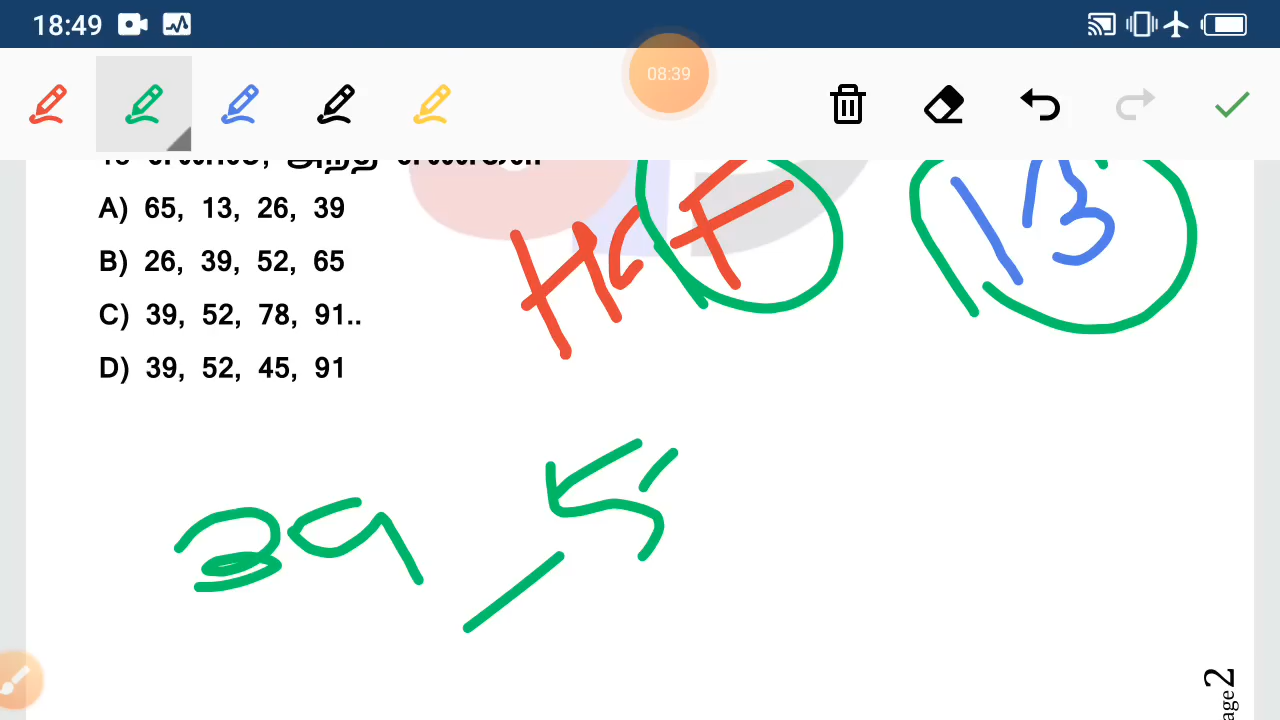 18:49
08:39
A) 65, 13, 26, 39
B) 26, 39, 52, 65
C) 39, 52, 78, 91..
D) 39, 52, 45, 91
HCF
13
39, 5
age2